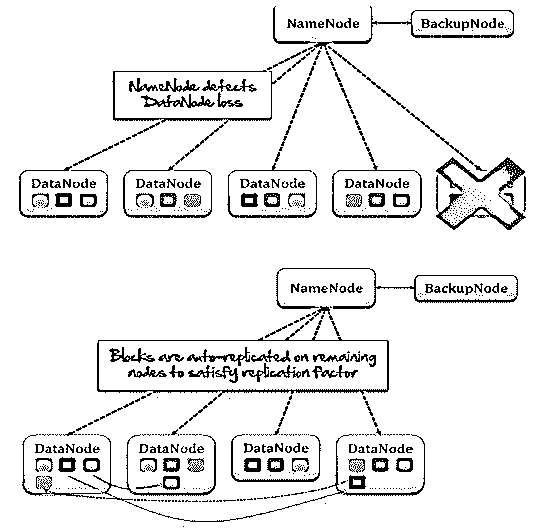 NameNode
BackupNode
NameNode detects
DataNode loss
DataNode
DataNode
DataNode
DataNode
NameNode
BackupNode
Blocks are auto-replicated on remaining
nodes to satisfy replication factor
DataNode
DataNode
DataNode
DataNode